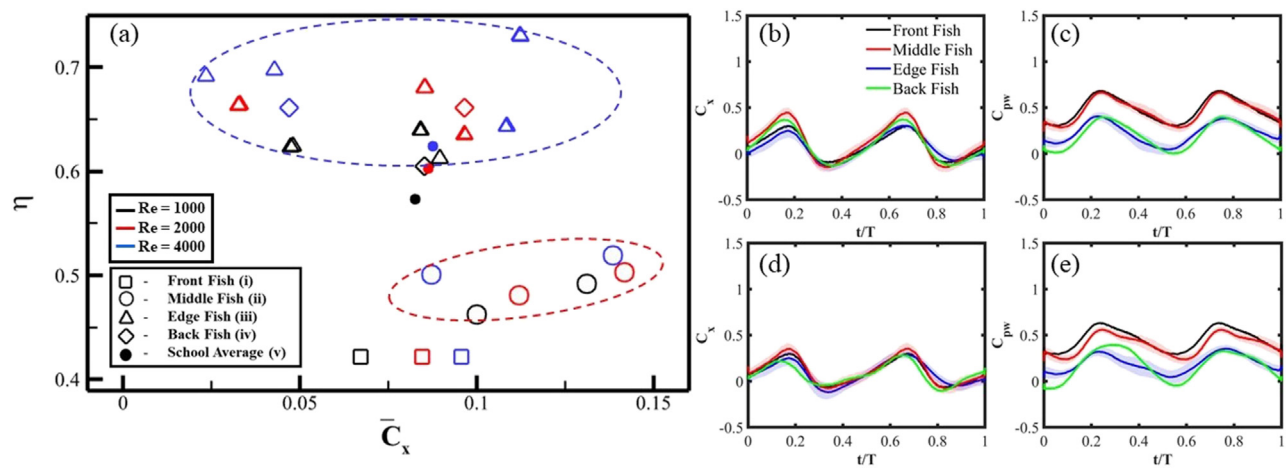 (a)
0.7
0.6
0.5
0.4
η
Re = 1000
Re = 2000
Re = 4000
- Front Fish (i)
- Middle Fish (ii)
- Edge Fish (iii)
- Back Fish (iv)
- School Average (v)
0 0.05 0.1 0.15
C̅x
(b)
Front Fish
Middle Fish
Edge Fish
Back Fish
1.5
1
0.5
0
-0.5
Cx
0 0.2 0.4 0.6 0.8 1
t/T
(c)
1.5
1
0.5
0
-0.5
Cpw
0 0.2 0.4 0.6 0.8 1
t/T
(d)
1.5
1
0.5
0
-0.5
Cx
0 0.2 0.4 0.6 0.8 1
t/T
(e)
1.5
1
0.5
0
-0.5
Cpw
0 0.2 0.4 0.6 0.8 1
t/T